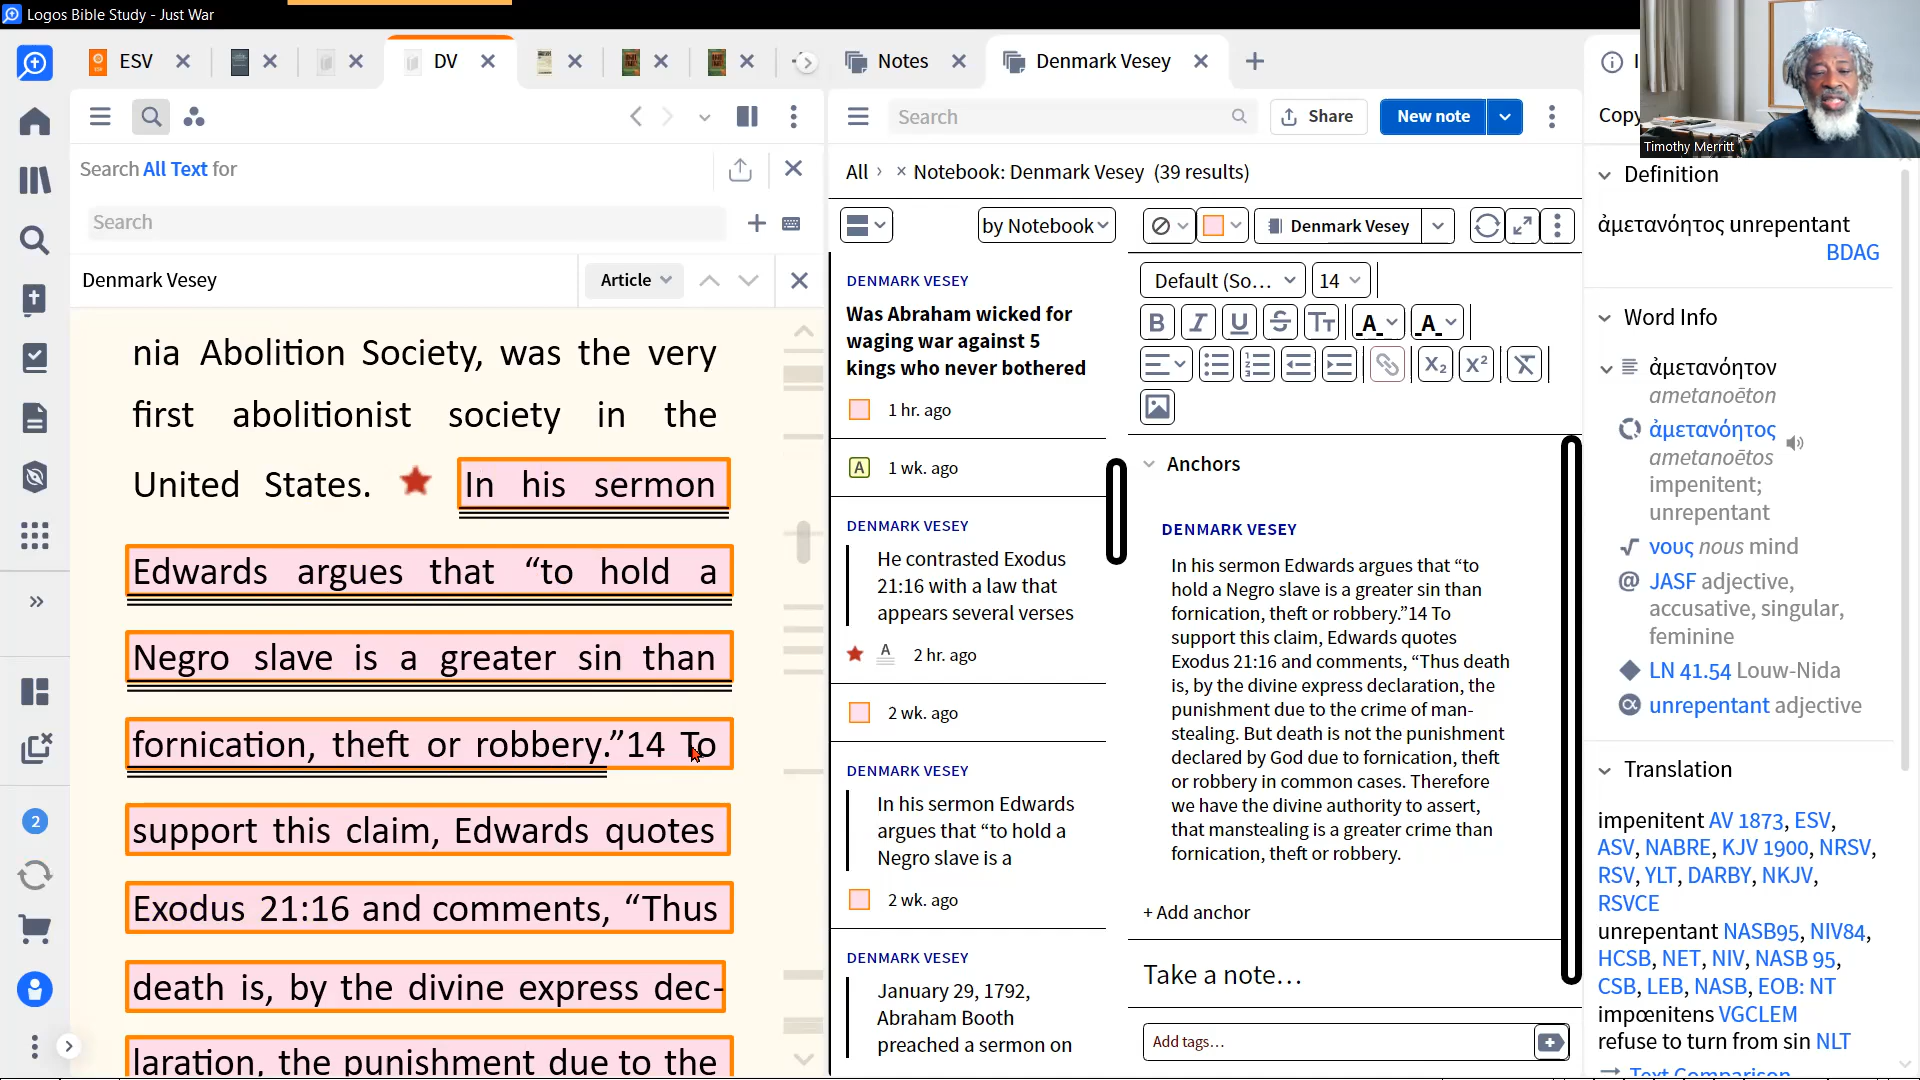 Logos Bible Study - Just War
ESV
DV
Notes
Denmark Vesey
Search
Share
New note
Copy
Timothy Merritt
Search All Text for
Search
Denmark Vesey
Article
nia Abolition Society, was the very
first abolitionist society in the
United States. In his sermon
Edwards argues that “to hold a
Negro slave is a greater sin than
fornication, theft or robbery.”14 To
support this claim, Edwards quotes
Exodus 21:16 and comments, “Thus
death is, by the divine express dec-
laration, the punishment due to the
2
All › × Notebook: Denmark Vesey (39 results)
by Notebook
Denmark Vesey
DENMARK VESEY
Was Abraham wicked for
waging war against 5
kings who never bothered
1 hr. ago
A 1 wk. ago
DENMARK VESEY
He contrasted Exodus
21:16 with a law that
appears several verses
A 2 hr. ago
2 wk. ago
DENMARK VESEY
In his sermon Edwards
argues that “to hold a
Negro slave is a
2 wk. ago
DENMARK VESEY
January 29, 1792,
Abraham Booth
preached a sermon on
Default (So... 14
B I U S Tт A A
X₂ X²
Anchors
DENMARK VESEY
In his sermon Edwards argues that “to
hold a Negro slave is a greater sin than
fornication, theft or robbery.”14 To
support this claim, Edwards quotes
Exodus 21:16 and comments, “Thus death
is, by the divine express declaration, the
punishment due to the crime of man-
stealing. But death is not the punishment
declared by God due to fornication, theft
or robbery in common cases. Therefore
we have the divine authority to assert,
that manstealing is a greater crime than
fornication, theft or robbery.
+ Add anchor
Take a note…
Add tags…
Definition
ἀμετανόητος unrepentant
BDAG
Word Info
ἀμετανόητον
ametanoēton
ἀμετανόητος
ametanoētos
impenitent;
unrepentant
νους nous mind
@ JASF adjective,
accusative, singular,
feminine
LN 41.54 Louw-Nida
unrepentant adjective
Translation
impenitent AV 1873, ESV,
ASV, NABRE, KJV 1900, NRSV,
RSV, YLT, DARBY, NKJV,
RSVCE
unrepentant NASB95, NIV84,
HCSB, NET, NIV, NASB 95,
CSB, LEB, NASB, EOB: NT
impœnitens VGCLEM
refuse to turn from sin NLT
Text Comparison